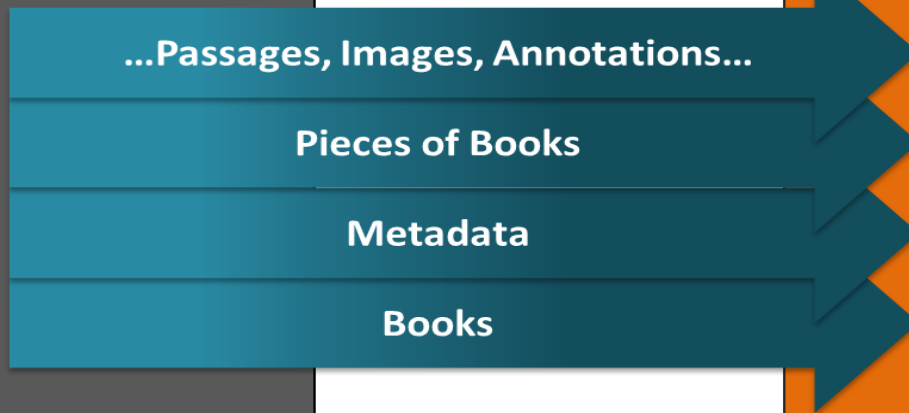 ...Passages, Images, Annotations...
Pieces of Books
Metadata
Books